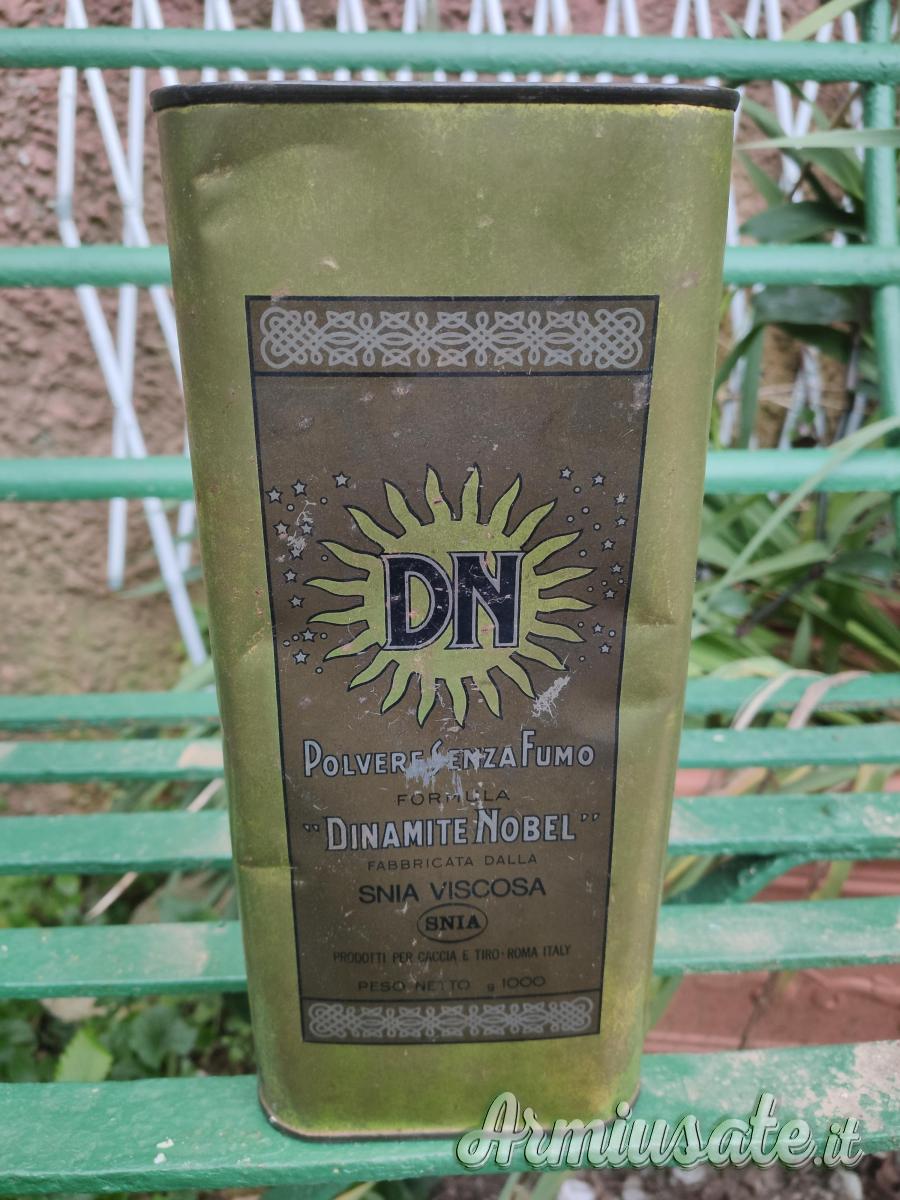 DN
POLVERE SENZA FUMO
FORMULA
"DINAMITE NOBEL"
FABBRICATA DALLA
SNIA VISCOSA
SNIA
PRODOTTI PER CACCIA E TIRO·ROMA ITALY
PESO NETTO g 1000
Armiusate.it